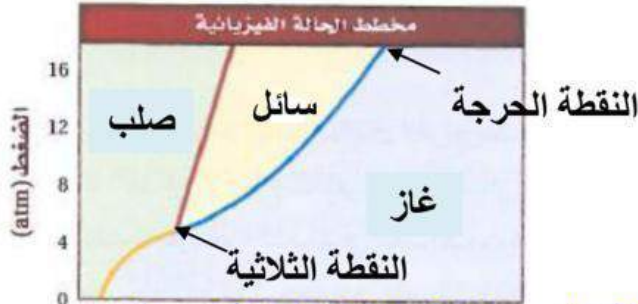 مخطط الحالة الفيزيائية
16
12
8
4
0
الضغط (atm)
صلب
سائل
غاز
النقطة الحرجة
النقطة الثلاثية